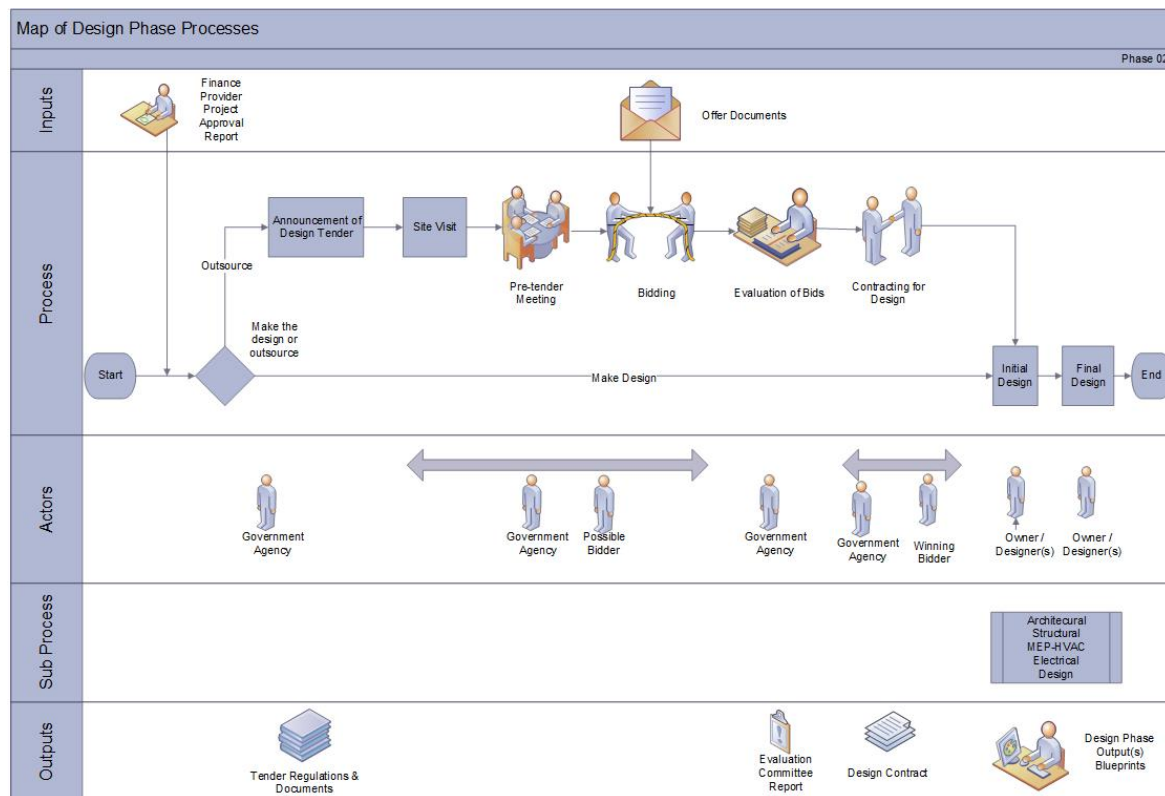 Map of Design Phase Processes
Phase 02
Inputs
Finance
Provider
Project
Approval
Report
Offer Documents
Process
Announcement of
Design Tender
Site Visit
Pre-tender
Meeting
Bidding
Evaluation of Bids
Contracting for
Design
Outsource
Make the
design or
outsource
Start
Make Design
Initial
Design
Final
Design
End
Actors
Government
Agency
Government
Agency
Possible
Bidder
Government
Agency
Government
Agency
Winning
Bidder
Owner /
Designer(s)
Owner /
Designer(s)
Sub Process
Architecural
Structural
MEP-HVAC
Electrical
Design
Outputs
Tender Regulations &
Documents
Evaluation
Committee
Report
Design Contract
Design Phase
Output(s)
Blueprints